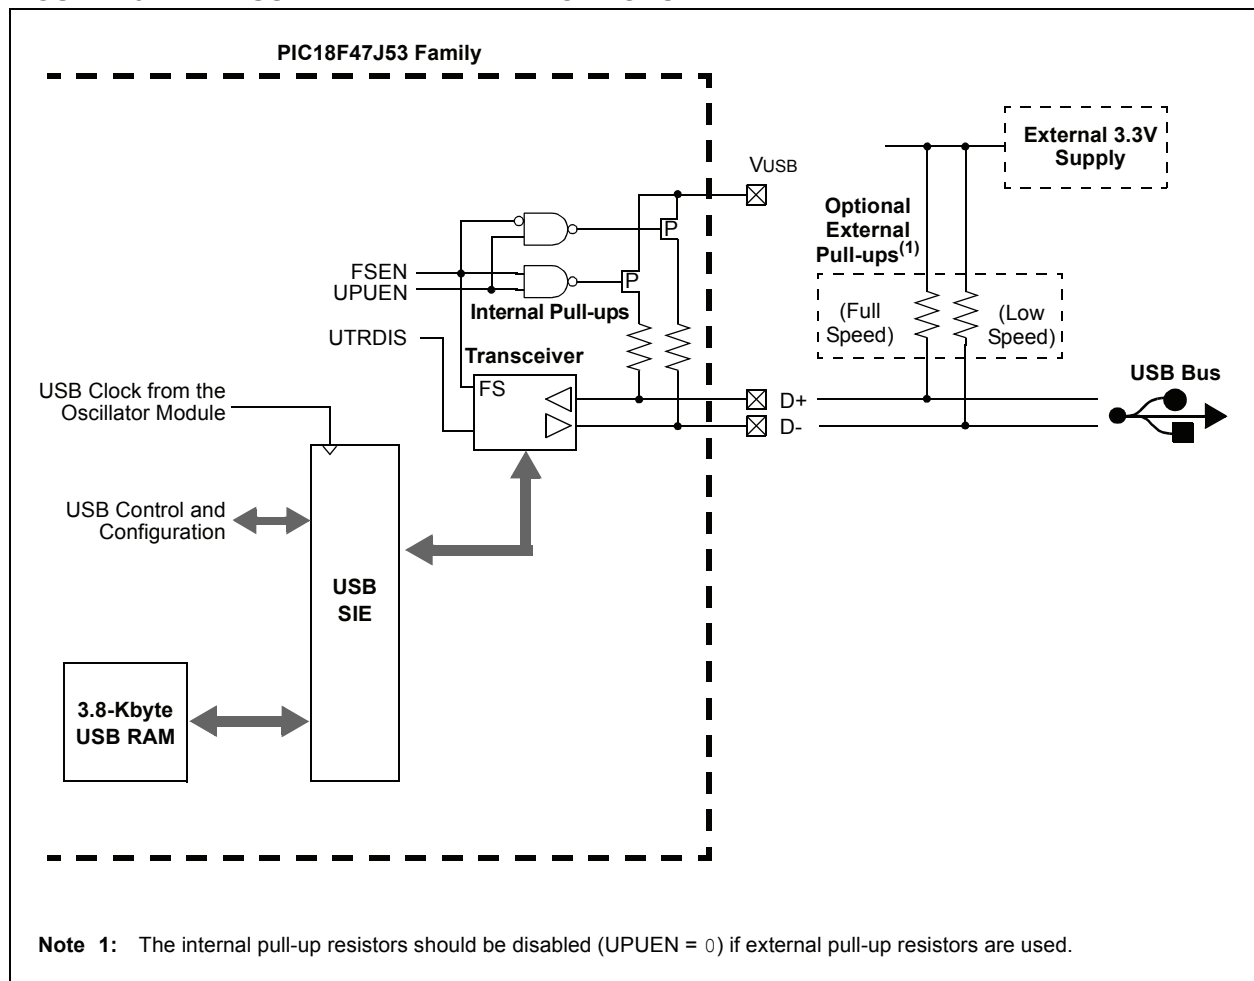 PIC18F47J53 Family
External 3.3V
Supply
VUSB
Optional
External
Pull-ups(1)
P
FSEN
P
UPUEN
Internal Pull-ups
(Full
Speed)
(Low
Speed)
UTRDIS
Transceiver
FS
USB Clock from the
Oscillator Module
D+
D-
USB Bus
USB Control and
Configuration
USB
SIE
3.8-Kbyte
USB RAM
Note 1: The internal pull-up resistors should be disabled (UPUEN = 0) if external pull-up resistors are used.